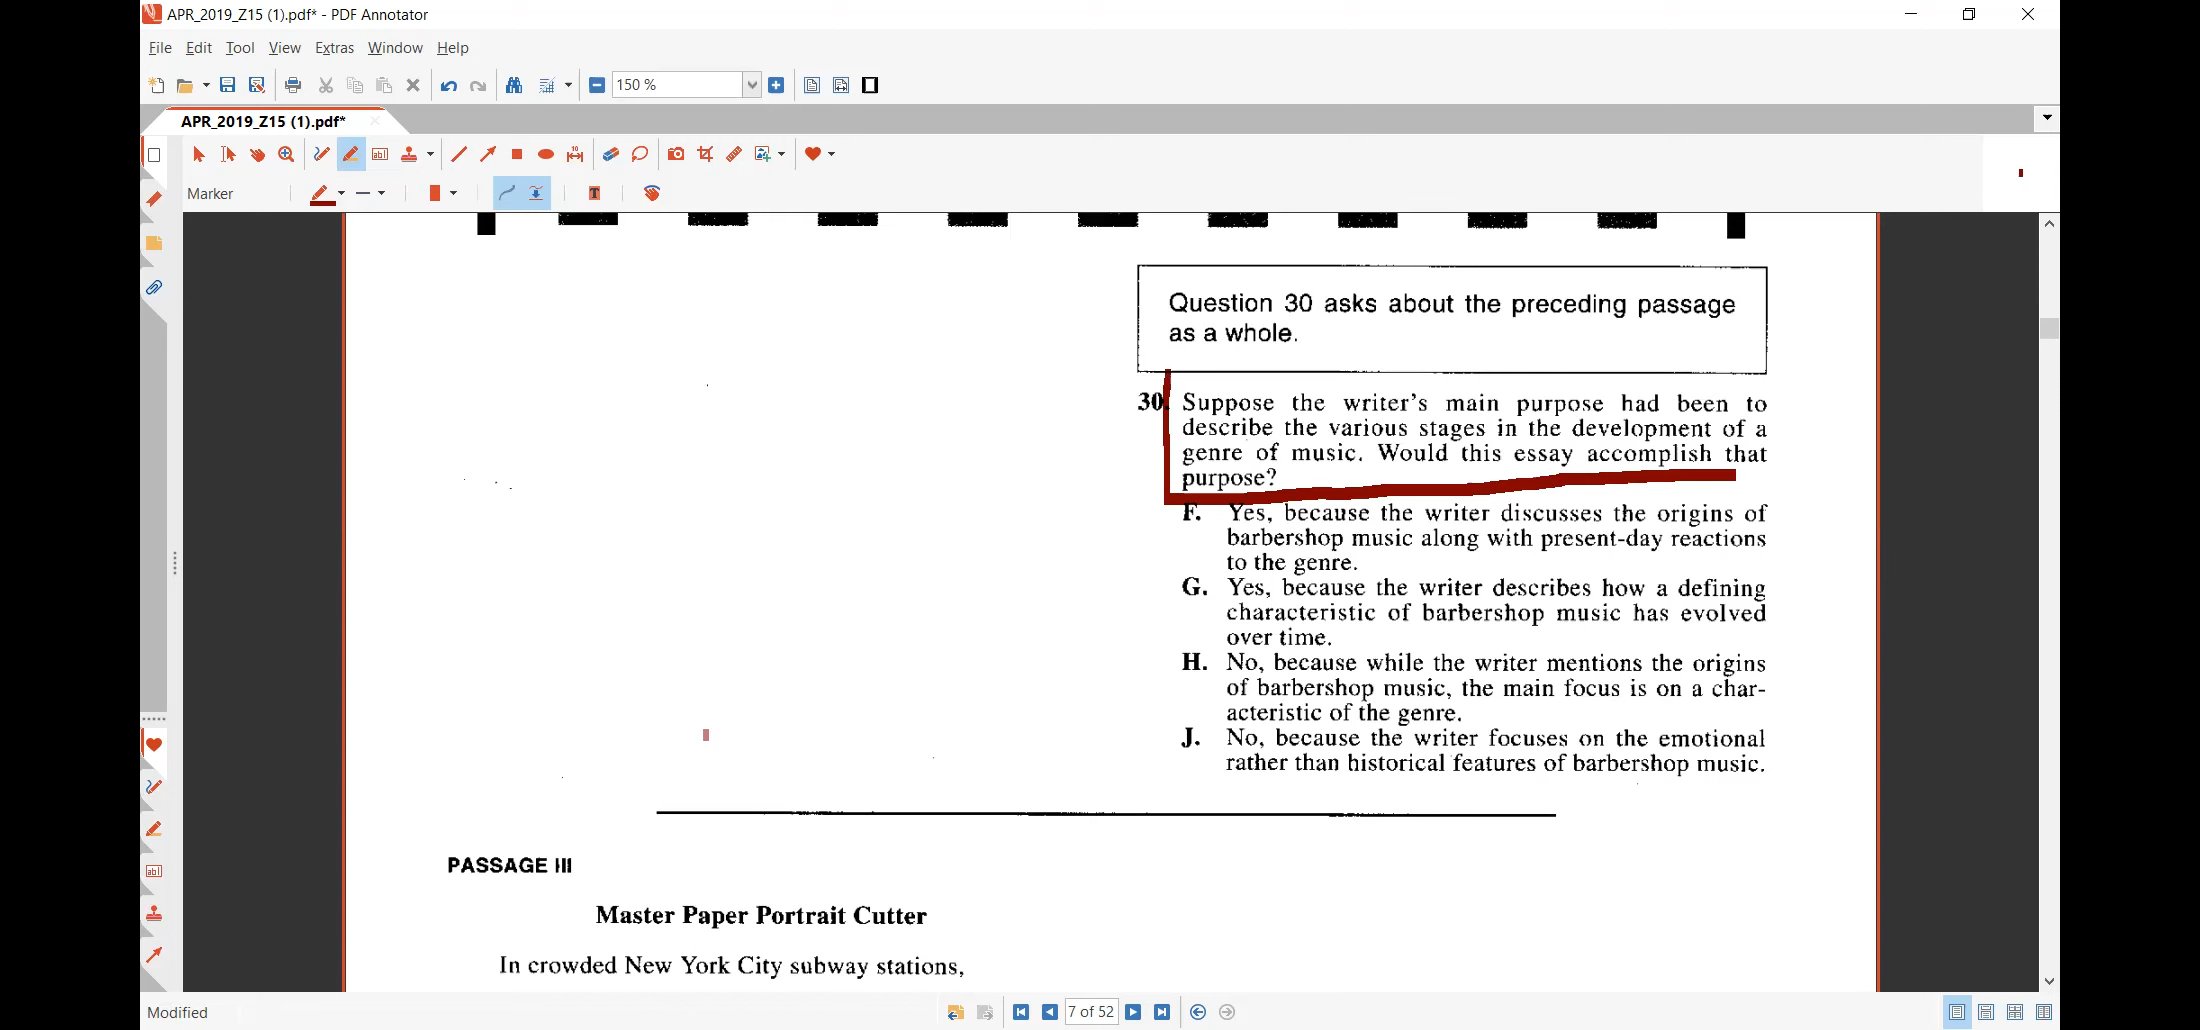 APR_2019_Z15 (1).pdf* - PDF Annotator
File Edit Tool View Extras Window Help
150 %
APR_2019_Z15 (1).pdf*
Marker
Question 30 asks about the preceding passage
as a whole.
30. Suppose the writer's main purpose had been to
describe the various stages in the development of a
genre of music. Would this essay accomplish that
purpose?
F. Yes, because the writer discusses the origins of
barbershop music along with present-day reactions
to the genre.
G. Yes, because the writer describes how a defining
characteristic of barbershop music has evolved
over time.
H. No, because while the writer mentions the origins
of barbershop music, the main focus is on a char-
acteristic of the genre.
J. No, because the writer focuses on the emotional
rather than historical features of barbershop music.
PASSAGE III
Master Paper Portrait Cutter
In crowded New York City subway stations,
Modified
7 of 52